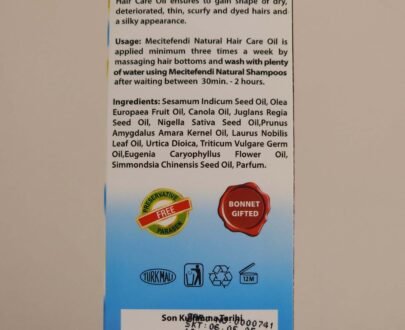 Hair Care Oil ensures to gain shape of dry,
deteriorated, thin, scurfy and dyed hairs and
a silky appearance.
Usage: Mecitefendi Natural Hair Care Oil is
applied minimum three times a week by
massaging hair bottoms and wash with plenty
of water using Mecitefendi Natural Shampoos
after waiting between 30min. - 2 hours.
Ingredients: Sesamum Indicum Seed Oil, Olea
Europaea Fruit Oil, Canola Oil, Juglans Regia
Seed Oil, Nigella Sativa Seed Oil,Prunus
Amygdalus Amara Kernel Oil, Laurus Nobilis
Leaf Oil, Urtica Dioica, Triticum Vulgare Germ
Oil,Eugenia Caryophyllus Flower Oil,
Simmondsia Chinensis Seed Oil, Parfum.
PRESERVATIVE
FREE
PARABEN
BONNET
GIFTED
TÜRK MALI
12M
Son Kullanma Tarihi
0000741
SKT: